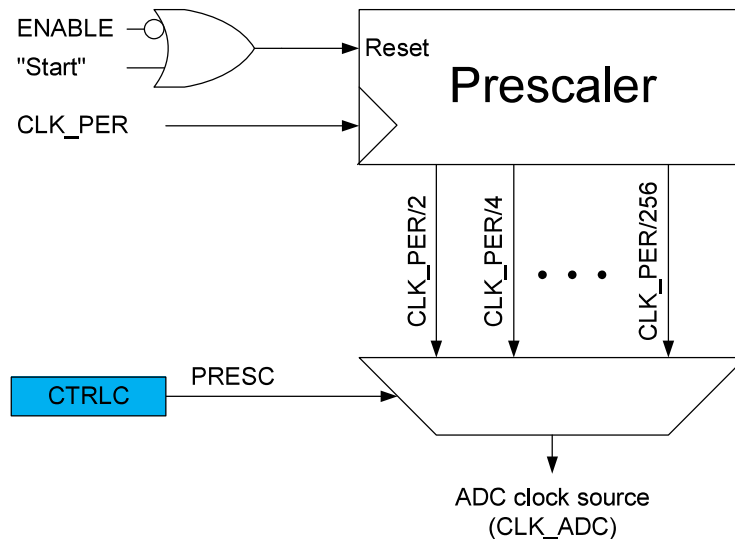 ENABLE
"Start"
CLK_PER
Reset
Prescaler
CLK_PER/2
CLK_PER/4
CLK_PER/256
CTRLC
PRESC
ADC clock source
(CLK_ADC)